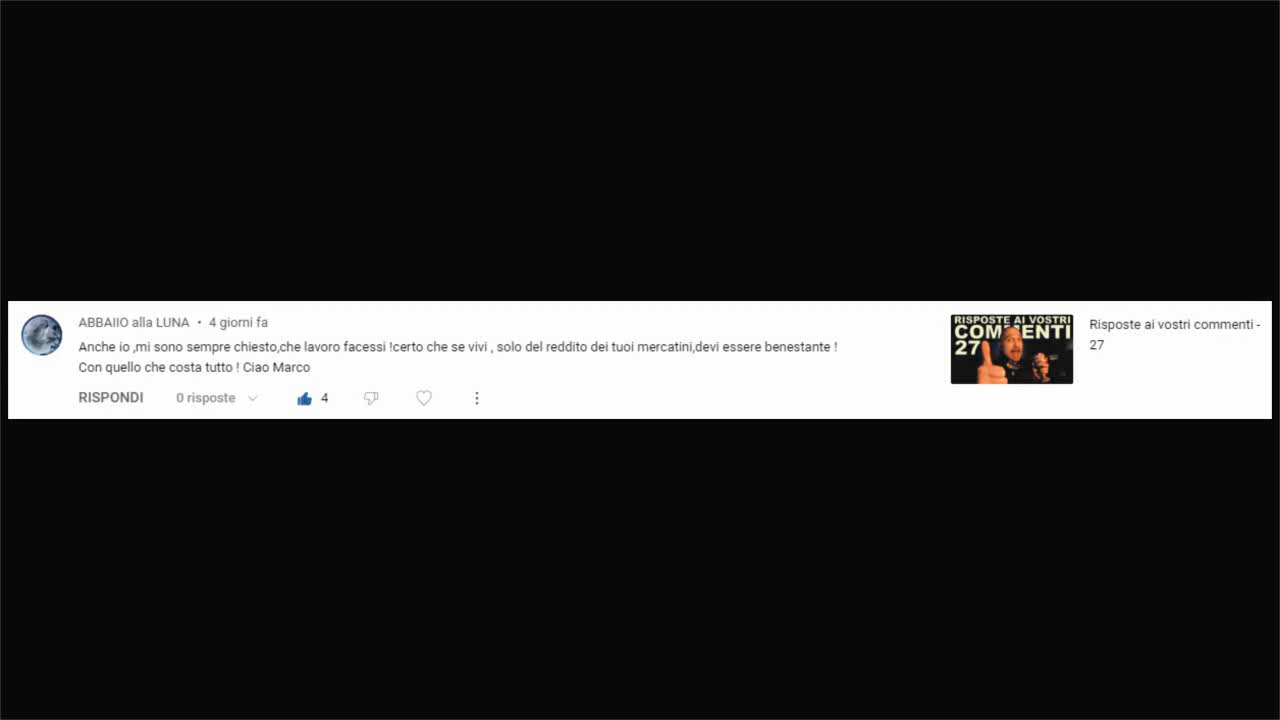 ABBAIIO alla LUNA • 4 giorni fa
Anche io ,mi sono sempre chiesto,che lavoro facessi !certo che se vivi , solo del reddito dei tuoi mercatini,devi essere benestante !
Con quello che costa tutto ! Ciao Marco
RISPONDI 0 risposte 4
RISPOSTE AI VOSTRI
COMMENTI
27
Risposte ai vostri commenti -
27